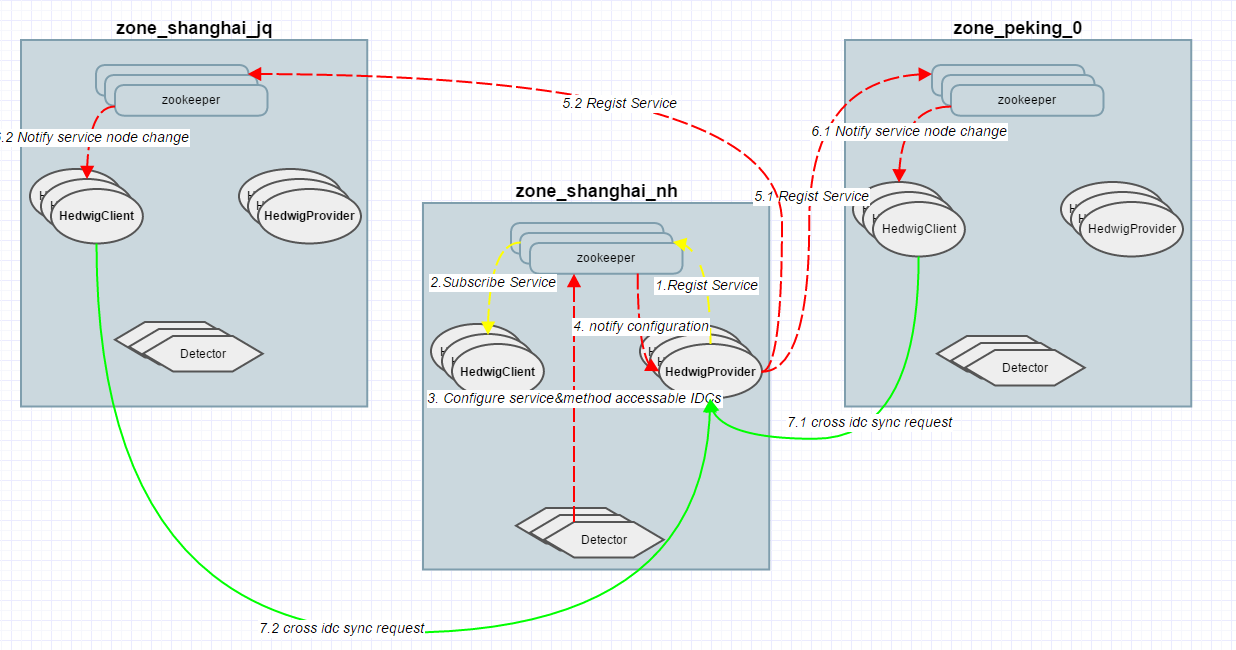 zone_shanghai_jq
zone_peking_0
zookeeper
zookeeper
5.2 Regist Service
.2 Notify service node change
6.1 Notify service node change
zone_shanghai_nh
5.1 Regist Service
H
H
HedwigClient
H
H
HedwigProvider
H
H
HedwigClient
H
H
HedwigProvider
zookeeper
2.Subscribe Service
1.Regist Service
4. notify configuration
Detector
H
H
HedwigClient
H
H
HedwigProvider
Detector
3. Configure service&method accessable IDCs
7.1 cross idc sync request
Detector
7.2 cross idc sync request